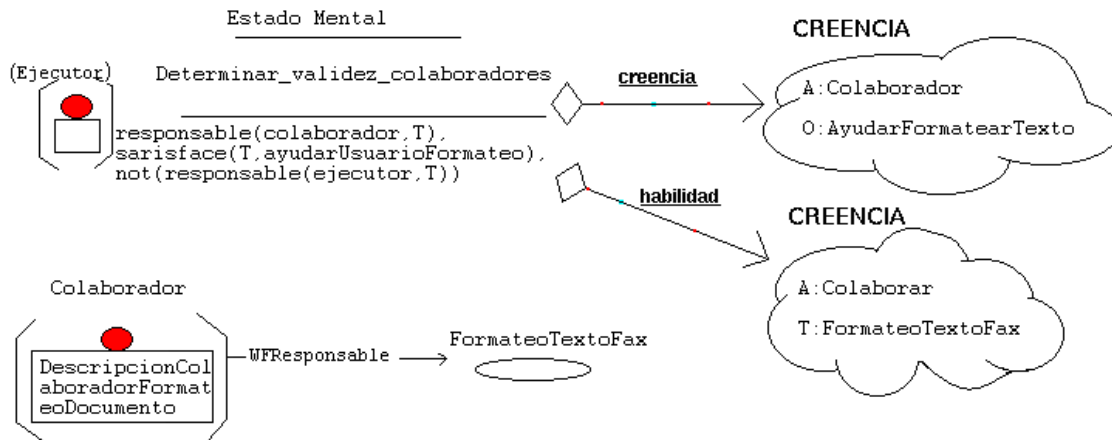 Estado Mental
CREENCIA
(Ejecutor)
Determinar_validez_colaboradores
creencia
A:Colaborador
O:AyudarFormatearTexto
responsable(colaborador,T),
sarisface(T,ayudarUsuarioFormateo),
not(responsable(ejecutor,T))
habilidad
CREENCIA
A:Colaborar
T:FormateoTextoFax
Colaborador
WFResponsable
FormateoTextoFax
DescripcionCol
aboradorFormat
eoDocumento